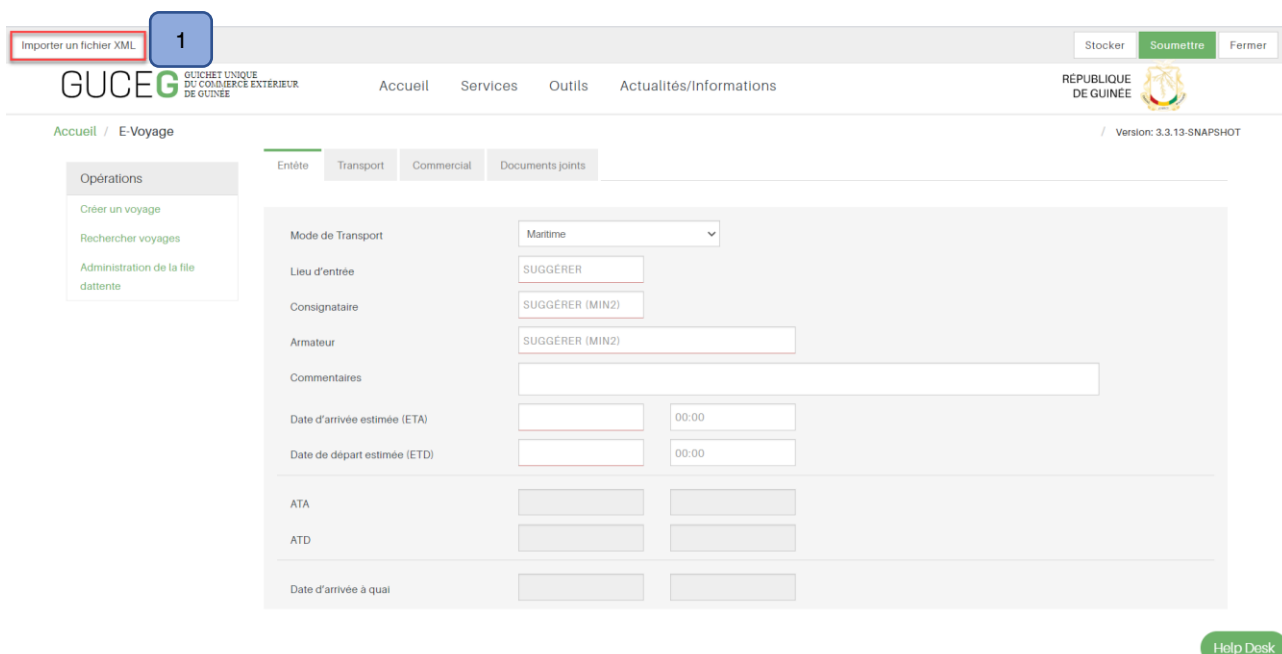 Importer un fichier XML
1
Stocker
Soumettre
Fermer
GUCEG
GUICHET UNIQUE
DU COMMERCE EXTÉRIEUR
DE GUINÉE
Accueil
Services
Outils
Actualités/Informations
RÉPUBLIQUE
DE GUINÉE
Accueil / E-Voyage
/ Version: 3.3.13-SNAPSHOT
Opérations
Créer un voyage
Rechercher voyages
Administration de la file
dattente
Entête
Transport
Commercial
Documents joints
Mode de Transport
Maritime
Lieu d'entrée
SUGGÉRER
Consignataire
SUGGÉRER (MIN2)
Armateur
SUGGÉRER (MIN2)
Commentaires
Date d'arrivée estimée (ETA)
00:00
Date de départ estimée (ETD)
00:00
ATA
ATD
Date d'arrivée à quai
Help Desk